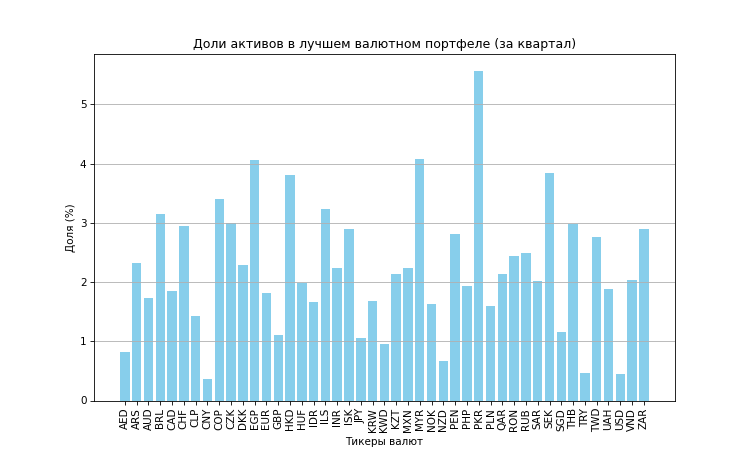 Доли активов в лучшем валютном портфеле (за квартал)
Доля (%)
5
4
3
2
1
0
AED ARS AUD BRL CAD CHF CLP CNY COP CZK DKK EGP EUR GBP HKD HUF IDR ILS INR ISK JPY KRW KWD KZT MXN MYR NOK NZD PEN PHP PKR PLN QAR RON RUB SAR SEK SGD THB TRY TWD UAH USD VND ZAR
Тикеры валют